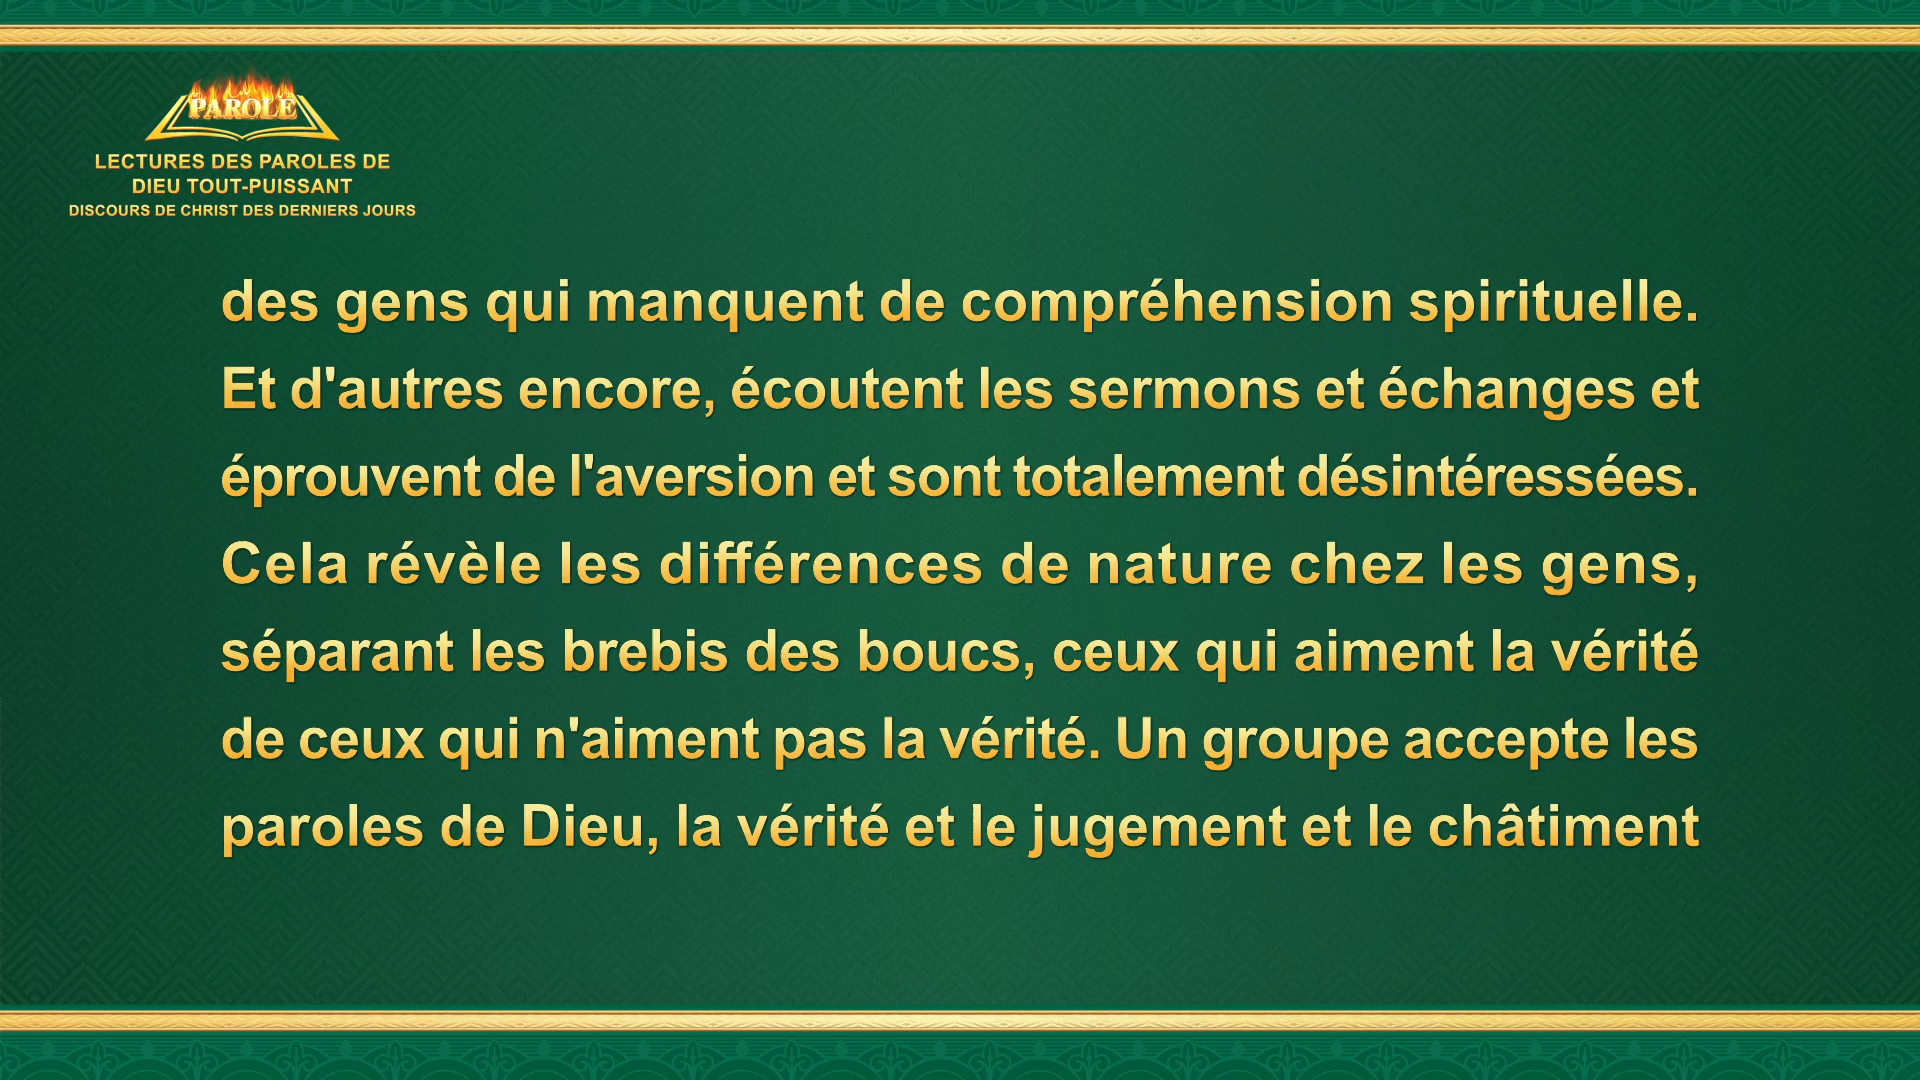 PAROLE
LECTURES DES PAROLES DE
DIEU TOUT-PUISSANT
DISCOURS DE CHRIST DES DERNIERS JOURS
des gens qui manquent de compréhension spirituelle.
Et d'autres encore, écoutent les sermons et échanges et
éprouvent de l'aversion et sont totalement désintéressées.
Cela révèle les différences de nature chez les gens,
séparant les brebis des boucs, ceux qui aiment la vérité
de ceux qui n'aiment pas la vérité. Un groupe accepte les
paroles de Dieu, la vérité et le jugement et le châtiment